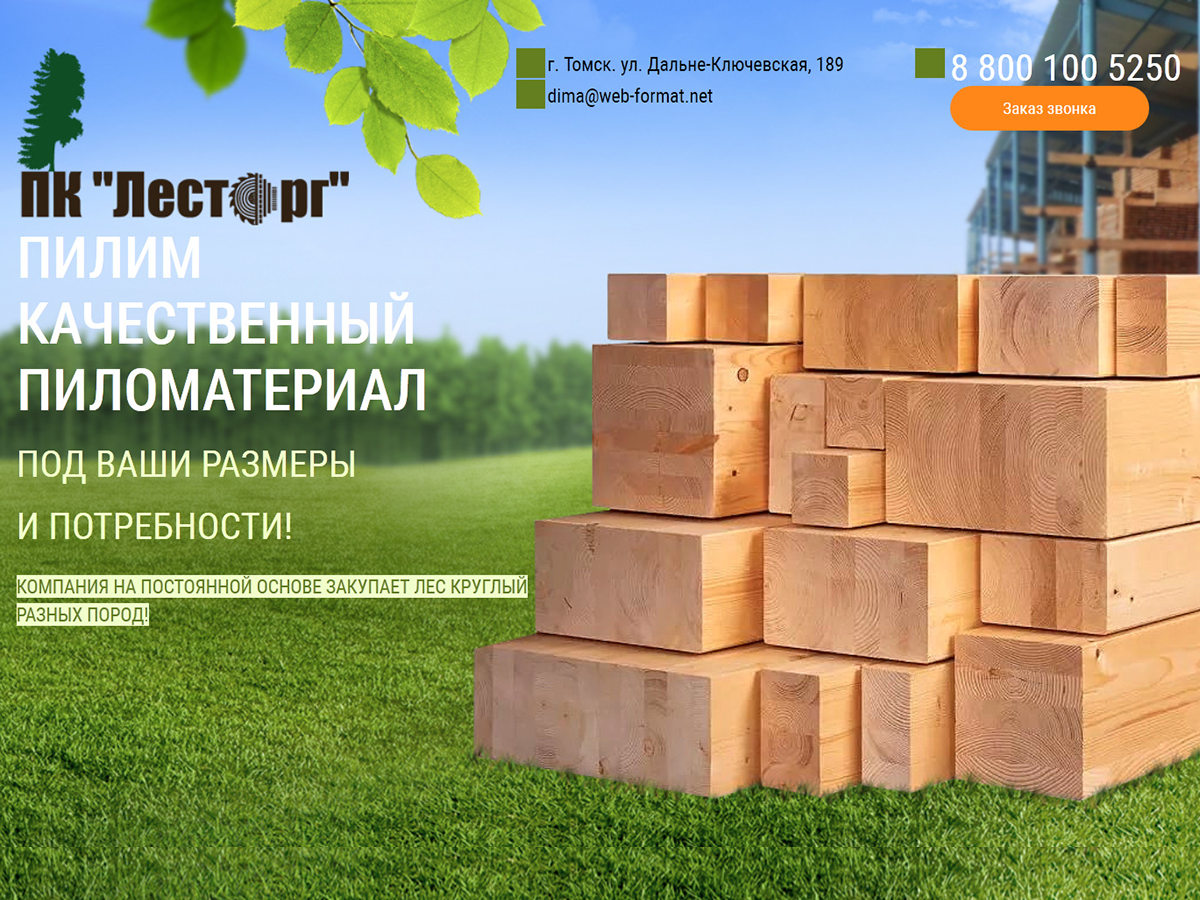 г. Томск. ул. Дальне-Ключевская, 189
dima@web-format.net
8 800 100 5250
Заказ звонка
ПК "Лесторг"
ПИЛИМ
КАЧЕСТВЕННЫЙ
ПИЛОМАТЕРИАЛ
ПОД ВАШИ РАЗМЕРЫ
И ПОТРЕБНОСТИ!
КОМПАНИЯ НА ПОСТОЯННОЙ ОСНОВЕ ЗАКУПАЕТ ЛЕС КРУГЛЫЙ
РАЗНЫХ ПОРОД!